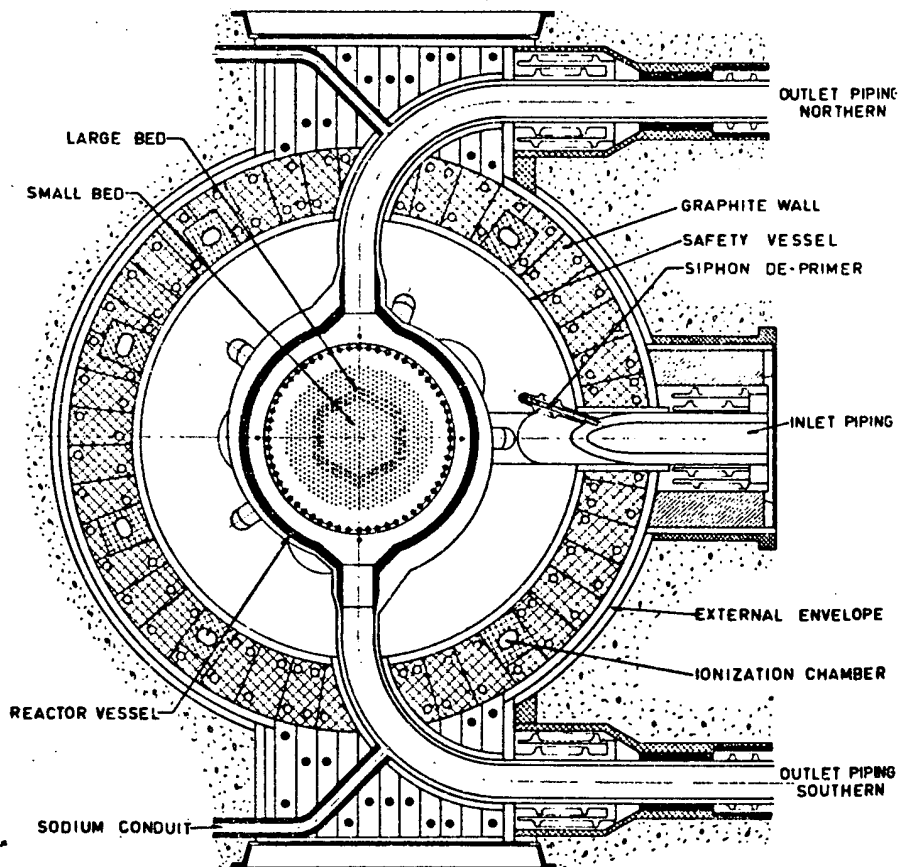 OUTLET PIPING
NORTHERN
LARGE BED
SMALL BED
GRAPHITE WALL
SAFETY VESSEL
SIPHON DE-PRIMER
INLET PIPING
EXTERNAL ENVELOPE
IONIZATION CHAMBER
REACTOR VESSEL
OUTLET PIPING
SOUTHERN
SODIUM CONDUIT